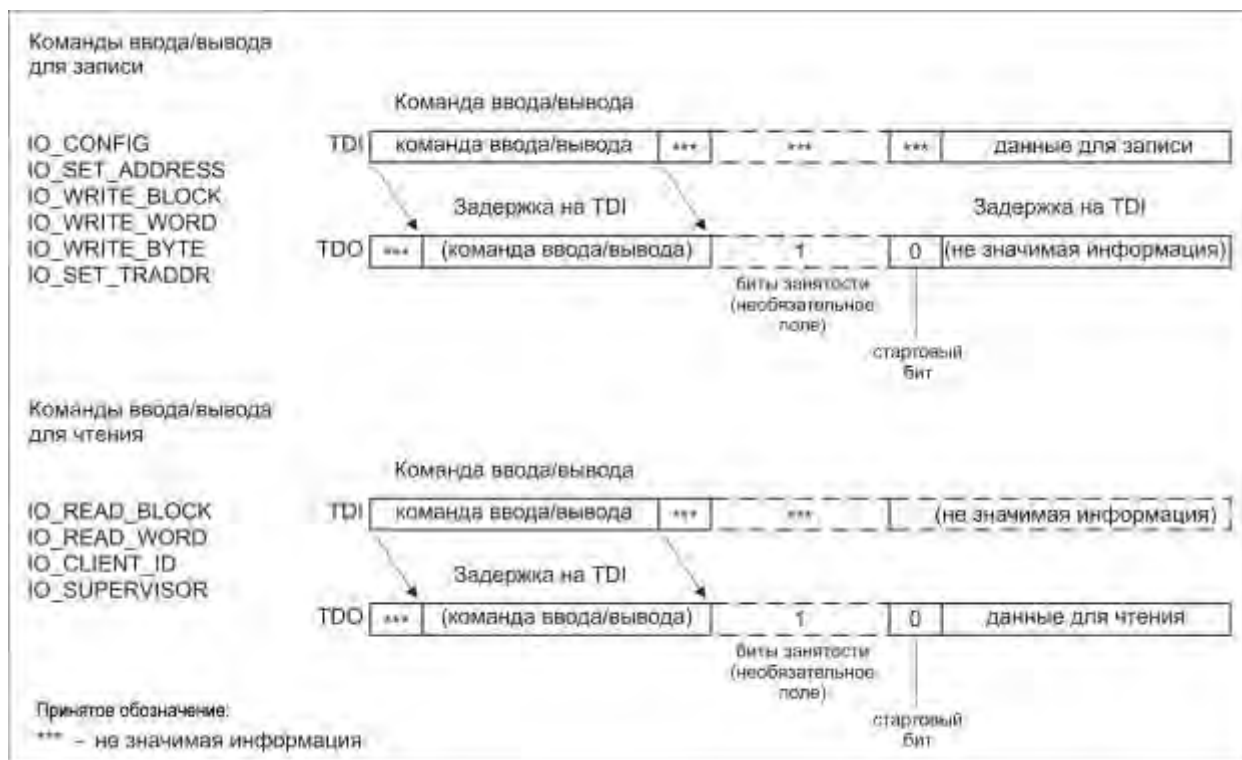 Команды ввода/вывода
для записи
Команда ввода/вывода
IO_CONFIG
IO_SET_ADDRESS
IO_WRITE_BLOCK
IO_WRITE_WORD
IO_WRITE_BYTE
IO_SET_TRADDR
TDI команда ввода/вывода *** *** *** данные для записи
Задержка на TDI Задержка на TDI
TDO *** (команда ввода/вывода) 1 0 (не значимая информация)
биты занятости
(необязательное
поле)
стартовый
бит
Команды ввода/вывода
для чтения
Команда ввода/вывода
IO_READ_BLOCK
IO_READ_WORD
IO_CLIENT_ID
IO_SUPERVISOR
TDI команда ввода/вывода *** *** (не значимая информация)
Задержка на TDI
TDO *** (команда ввода/вывода) 1 0 данные для чтения
биты занятости
(необязательное
поле)
стартовый
бит
Принятое обозначение:
*** – не значимая информация